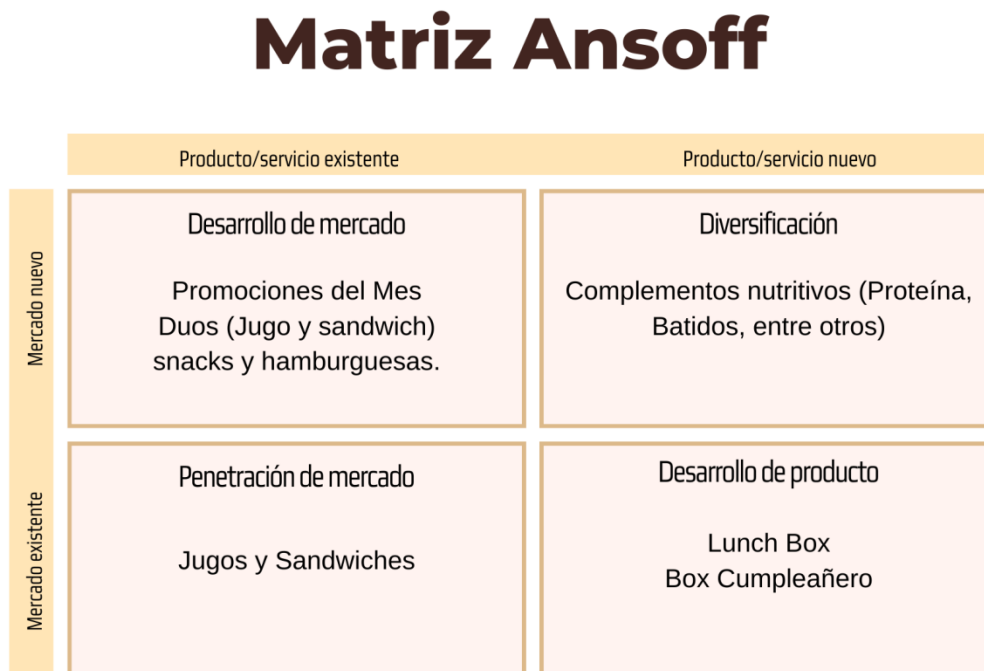 Matriz Ansoff
Producto/servicio existente
Producto/servicio nuevo
Mercado nuevo
Desarrollo de mercado
Promociones del Mes
Duos (Jugo y sandwich)
snacks y hamburguesas.
Diversificación
Complementos nutritivos (Proteína,
Batidos, entre otros)
Mercado existente
Penetración de mercado
Jugos y Sandwiches
Desarrollo de producto
Lunch Box
Box Cumpleañero